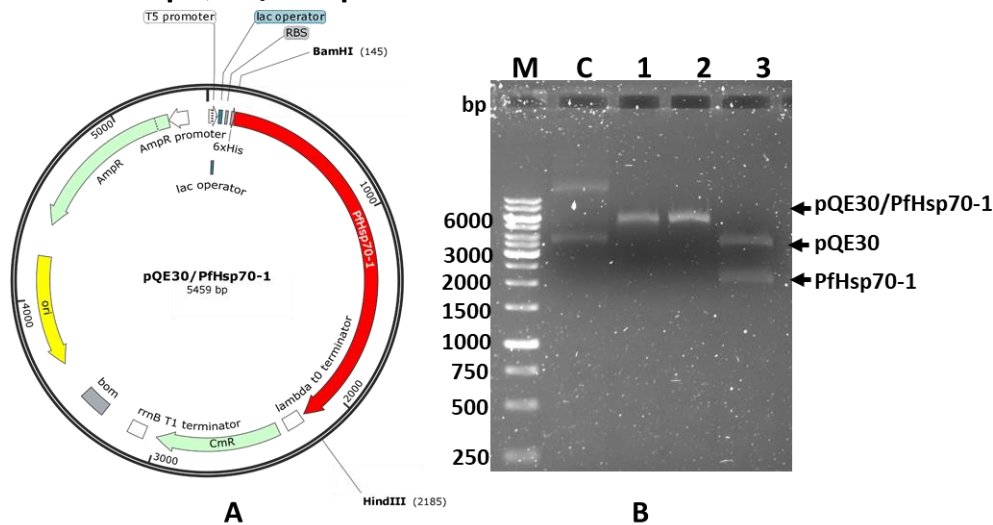 T5 promoter
lac operator
RBS
BamHI (145)
5000
AmpR promoter
6xHis
AmpR
lac operator
1000
PfHsp70-1
pQE30/PfHsp70-1
5459 bp
ori
4000
lambda t0 terminator
2000
bom
rrnB T1 terminator
CmR
3000
HindIII (2185)
A
M C 1 2 3
bp
6000
3000
2000
1500
1000
750
500
250
pQE30/PfHsp70-1
pQE30
PfHsp70-1
B